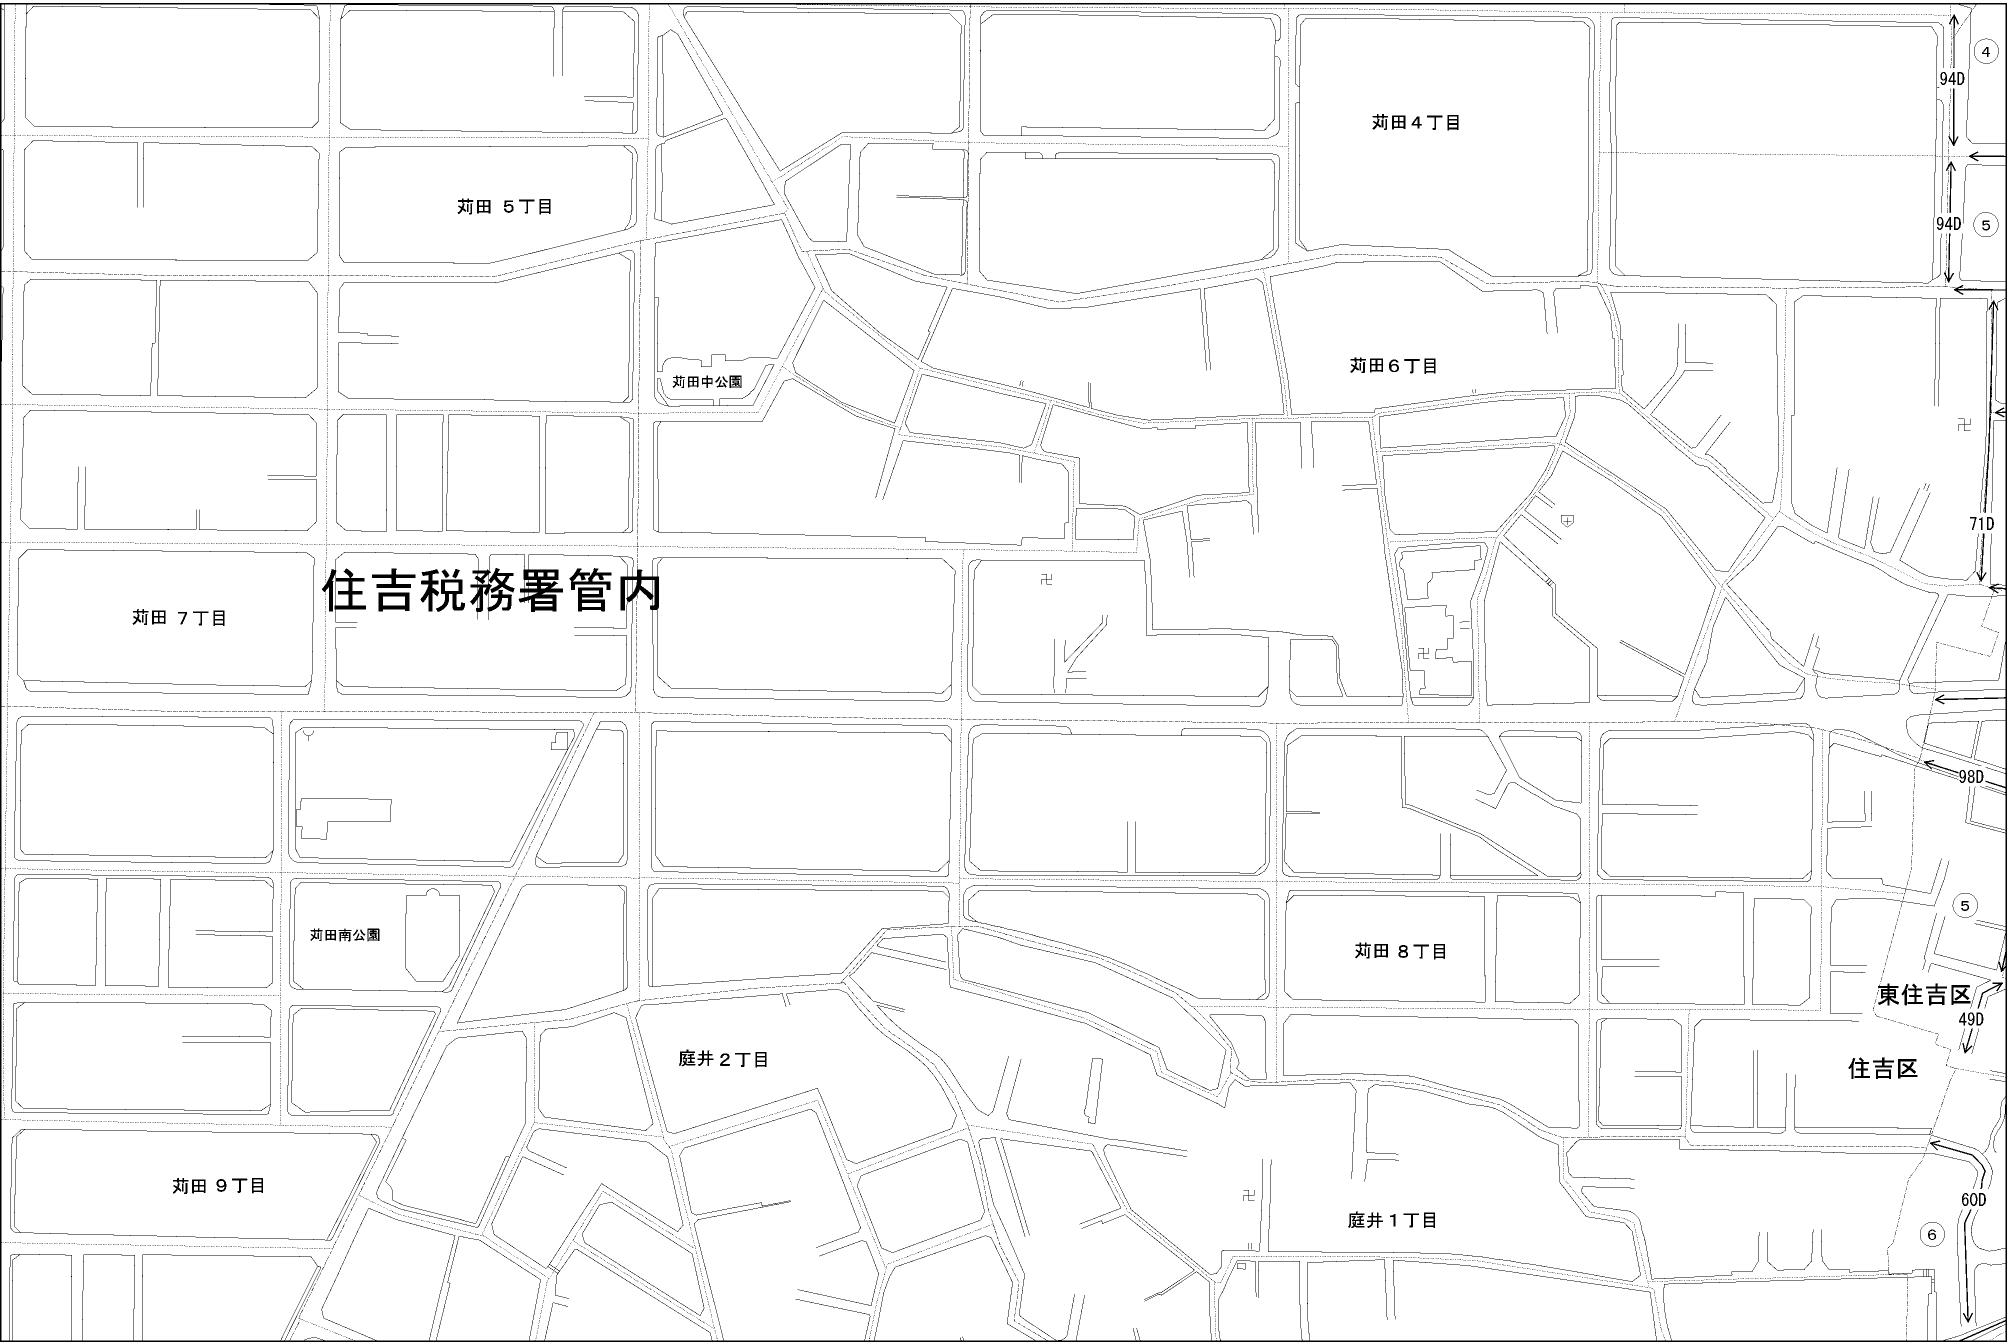 ④
94D
苅田４丁目
苅田 ５丁目
94D
⑤
苅田６丁目
苅田中公園
71D
住吉税務署管内
苅田 ７丁目
98D
⑤
苅田南公園
苅田 ８丁目
東住吉区
49D
庭井２丁目
住吉区
苅田 ９丁目
60D
庭井１丁目
⑥